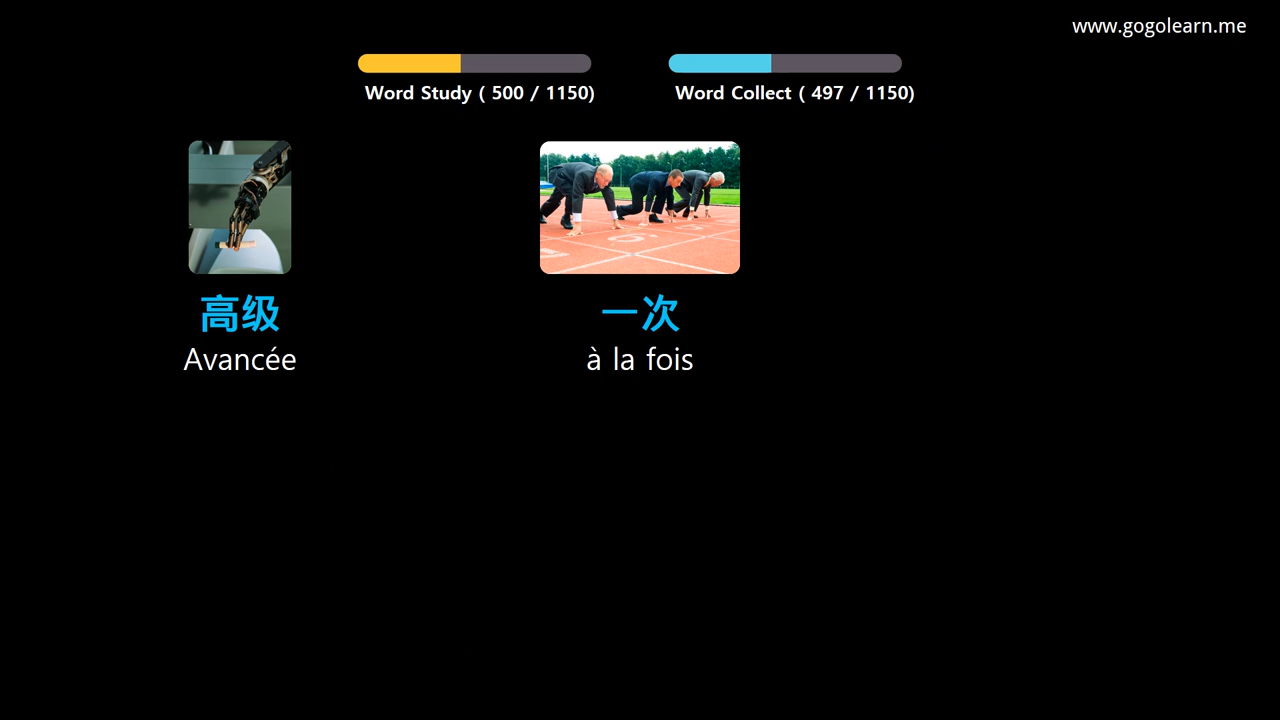 www.gogolearn.me
Word Study ( 500 / 1150)
Word Collect ( 497 / 1150)
高级
Avancée
一次
à la fois